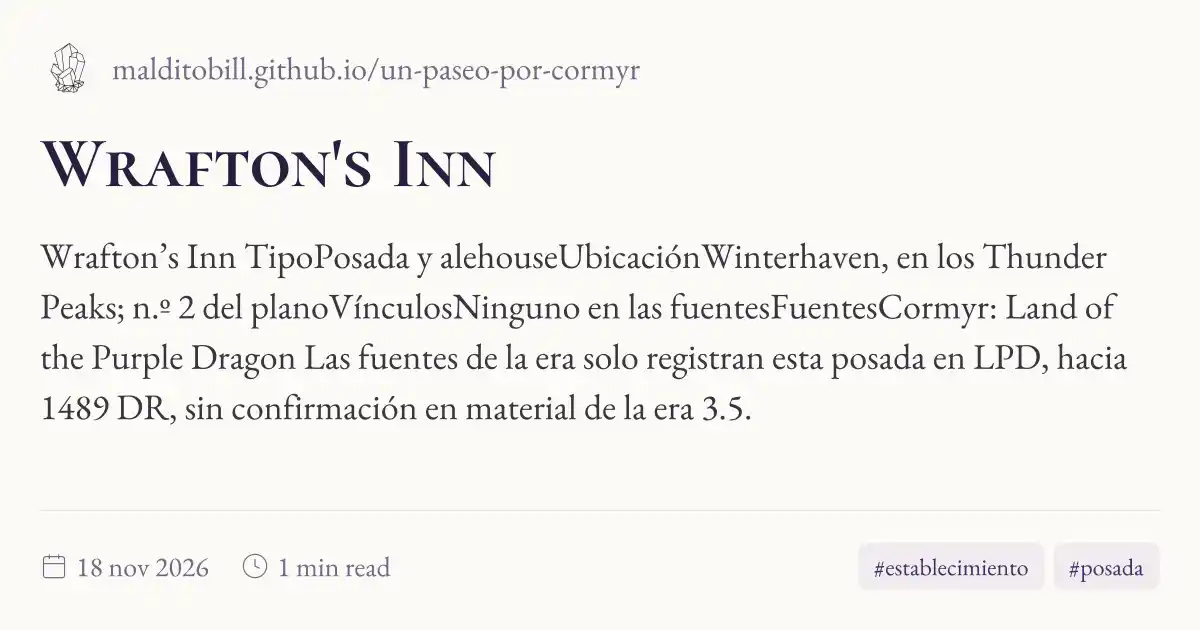 malditobill.github.io/un-paseo-por-cormyr
Wrafton's Inn
Wrafton’s Inn TipoPosada y alehouseUbicaciónWinterhaven, en los Thunder
Peaks; n.º 2 del planoVínculosNinguno en las fuentesFuentesCormyr: Land of
the Purple Dragon Las fuentes de la era solo registran esta posada en LPD, hacia
1489 DR, sin confirmación en material de la era 3.5.
18 nov 2026 1 min read #establecimiento #posada